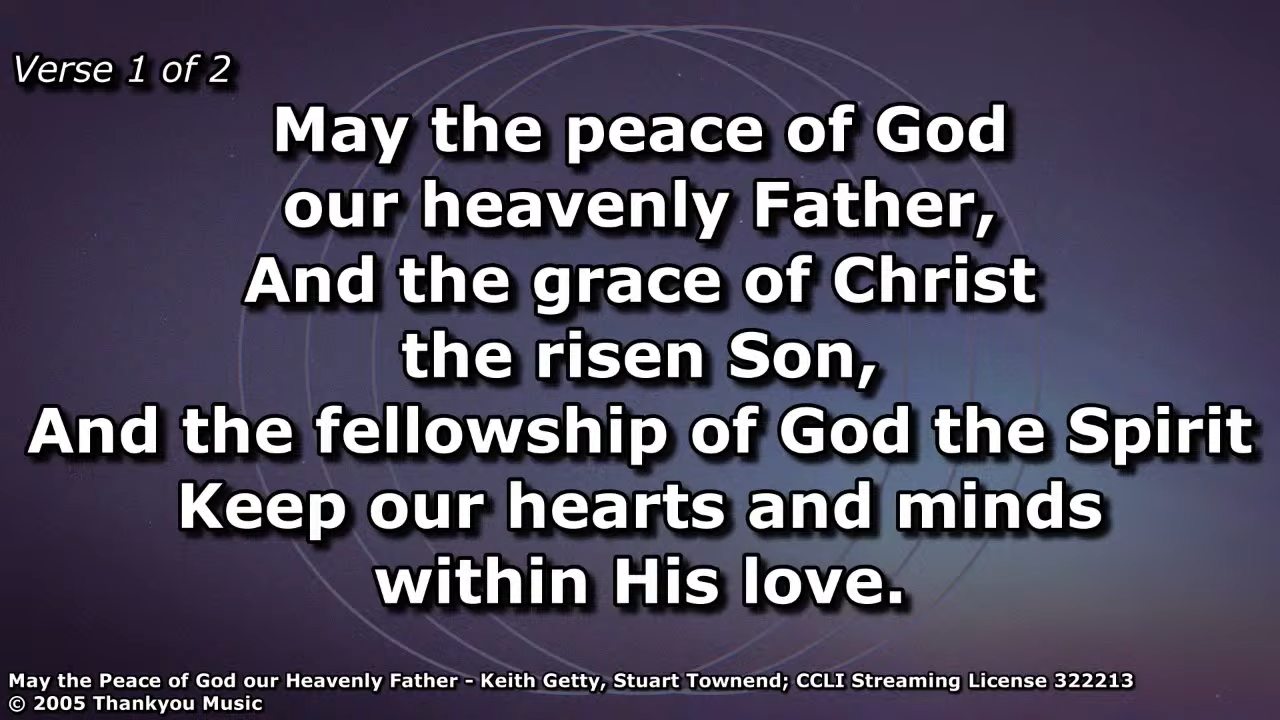 Verse 1 of 2
May the peace of God
our heavenly Father,
And the grace of Christ
the risen Son,
And the fellowship of God the Spirit
Keep our hearts and minds
within His love.
May the Peace of God our Heavenly Father - Keith Getty, Stuart Townend; CCLI Streaming License 322213
© 2005 Thankyou Music